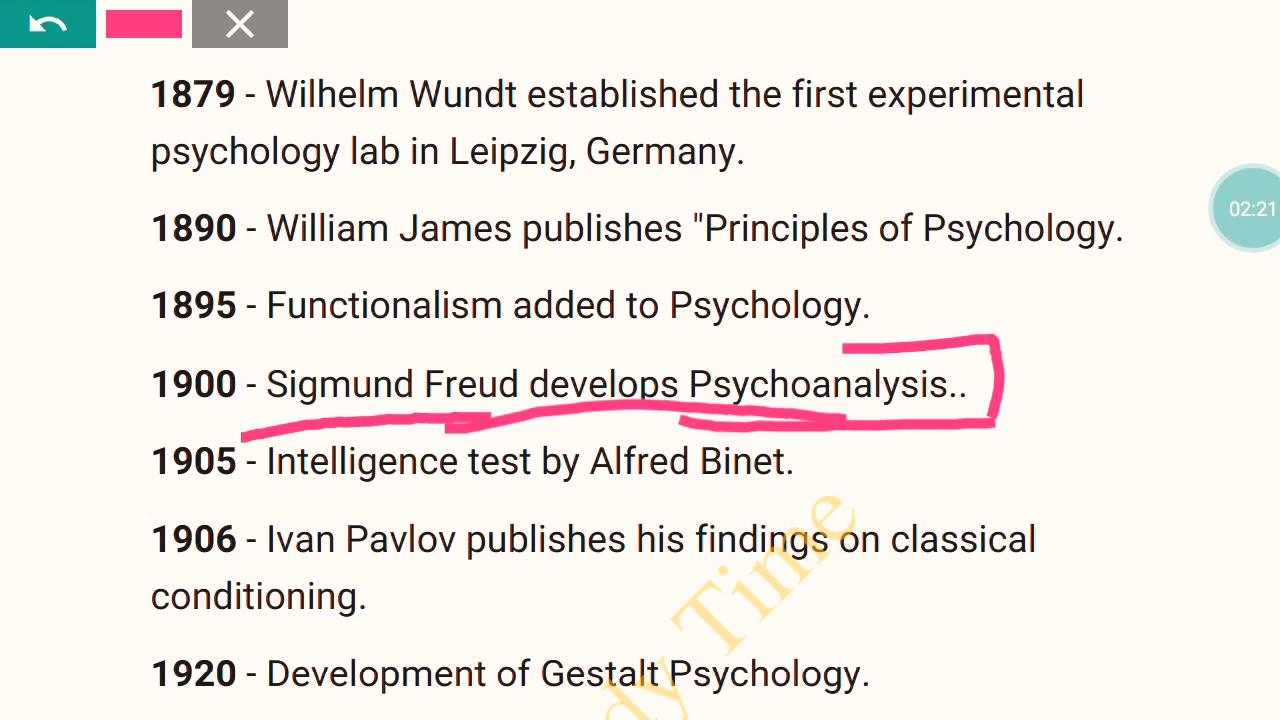 1879 - Wilhelm Wundt established the first experimental
psychology lab in Leipzig, Germany.
02:21
1890 - William James publishes "Principles of Psychology.
1895 - Functionalism added to Psychology.
1900 - Sigmund Freud develops Psychoanalysis..
1905 - Intelligence test by Alfred Binet.
1906 - Ivan Pavlov publishes his findings on classical
conditioning.
1920 - Development of Gestalt Psychology.
Time